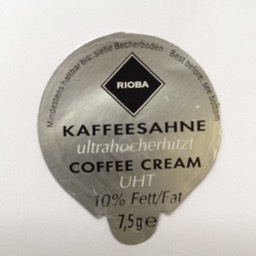 Mindestens haltbar bis: siehe Becherboden
Best before: see bottom
RIOBA
KAFFEESAHNE
ultrahocherhitzt
COFFEE CREAM
UHT
10% Fett/Fat
7,5g e